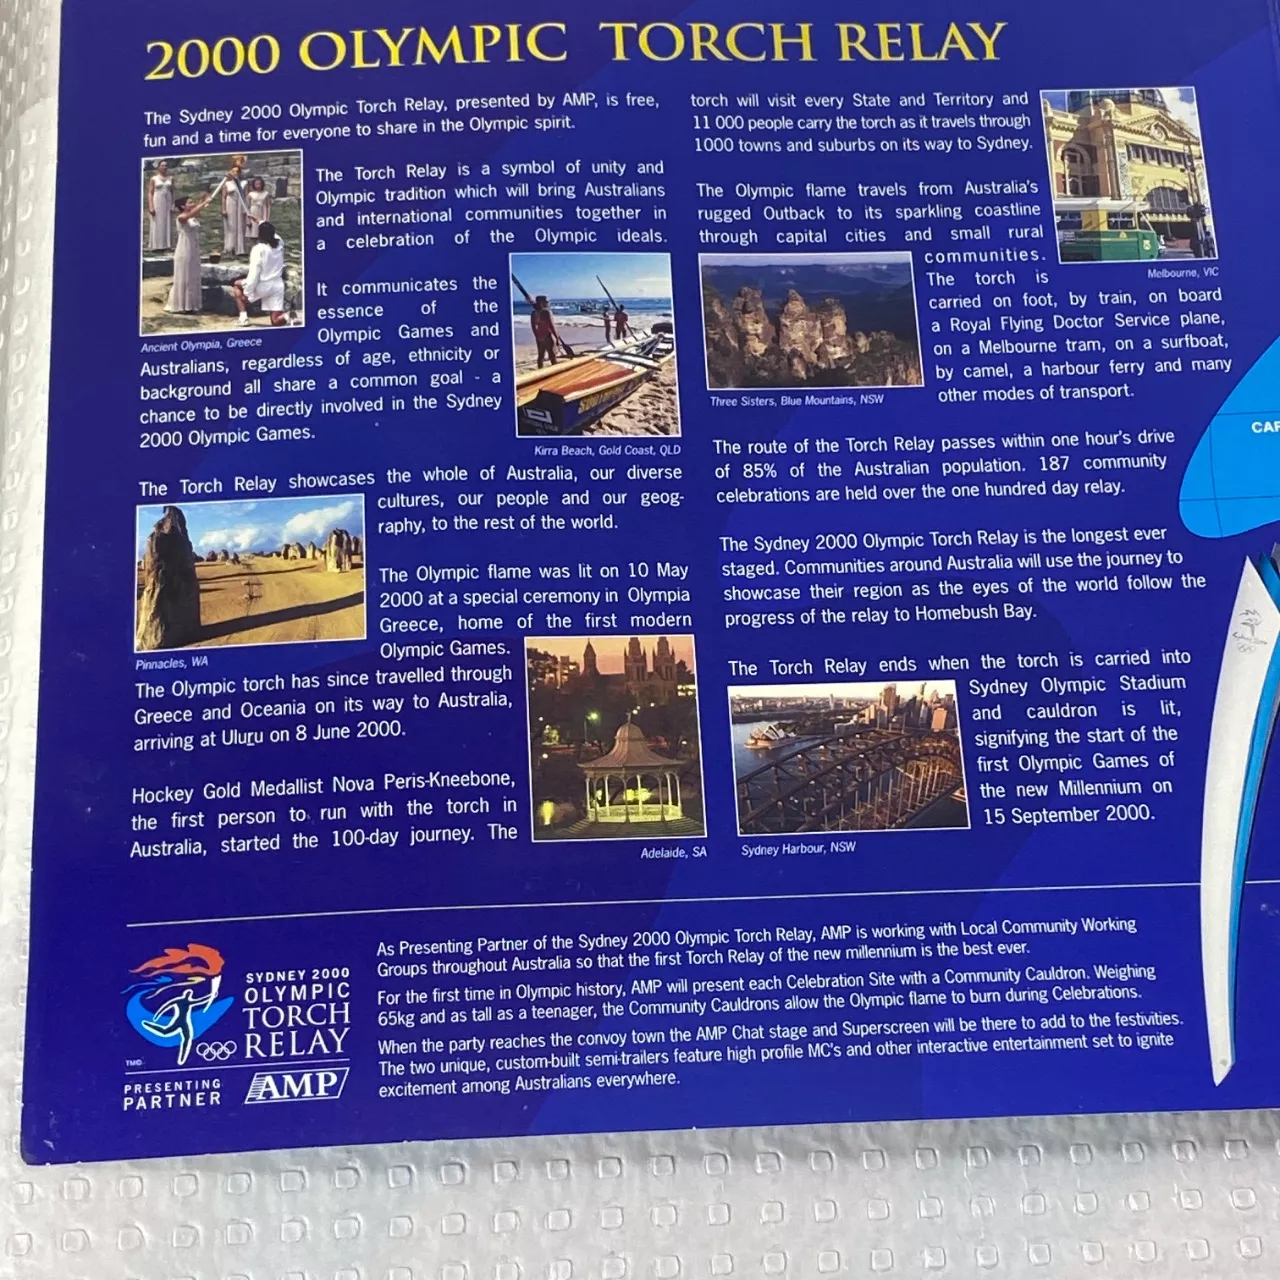 2000 OLYMPIC TORCH RELAY
The Sydney 2000 Olympic Torch Relay, presented by AMP, is free,
fun and a time for everyone to share in the Olympic spirit.
Ancient Olympia, Greece
The Torch Relay is a symbol of unity and
Olympic tradition which will bring Australians
and international communities together in
a celebration of the Olympic ideals.
It communicates the
essence of the
Olympic Games and
Australians, regardless of age, ethnicity or
background all share a common goal - a
chance to be directly involved in the Sydney
2000 Olympic Games.
Kirra Beach, Gold Coast, QLD
The Torch Relay showcases the whole of Australia, our diverse
cultures, our people and our geog-
raphy, to the rest of the world.
Pinnacles, WA
The Olympic flame was lit on 10 May
2000 at a special ceremony in Olympia
Greece, home of the first modern
Olympic Games.
The Olympic torch has since travelled through
Greece and Oceania on its way to Australia,
arriving at Uluṟu on 8 June 2000.
Hockey Gold Medallist Nova Peris-Kneebone,
the first person to run with the torch in
Australia, started the 100-day journey. The
Adelaide, SA
torch will visit every State and Territory and
11 000 people carry the torch as it travels through
1000 towns and suburbs on its way to Sydney.
Melbourne, VIC
The Olympic flame travels from Australia's
rugged Outback to its sparkling coastline
through capital cities and small rural
communities.
The torch is
carried on foot, by train, on board
a Royal Flying Doctor Service plane,
on a Melbourne tram, on a surfboat,
by camel, a harbour ferry and many
other modes of transport.
Three Sisters, Blue Mountains, NSW
The route of the Torch Relay passes within one hour's drive
of 85% of the Australian population. 187 community
celebrations are held over the one hundred day relay.
The Sydney 2000 Olympic Torch Relay is the longest ever
staged. Communities around Australia will use the journey to
showcase their region as the eyes of the world follow the
progress of the relay to Homebush Bay.
The Torch Relay ends when the torch is carried into
Sydney Olympic Stadium
and cauldron is lit,
signifying the start of the
first Olympic Games of
the new Millennium on
15 September 2000.
Sydney Harbour, NSW
CAP
SYDNEY 2000
OLYMPIC
TORCH
RELAY
TM©
PRESENTING
PARTNER
AMP
As Presenting Partner of the Sydney 2000 Olympic Torch Relay, AMP is working with Local Community Working
Groups throughout Australia so that the first Torch Relay of the new millennium is the best ever.
For the first time in Olympic history, AMP will present each Celebration Site with a Community Cauldron. Weighing
65kg and as tall as a teenager, the Community Cauldrons allow the Olympic flame to burn during Celebrations.
When the party reaches the convoy town the AMP Chat stage and Superscreen will be there to add to the festivities.
The two unique, custom-built semi-trailers feature high profile MC's and other interactive entertainment set to ignite
excitement among Australians everywhere.